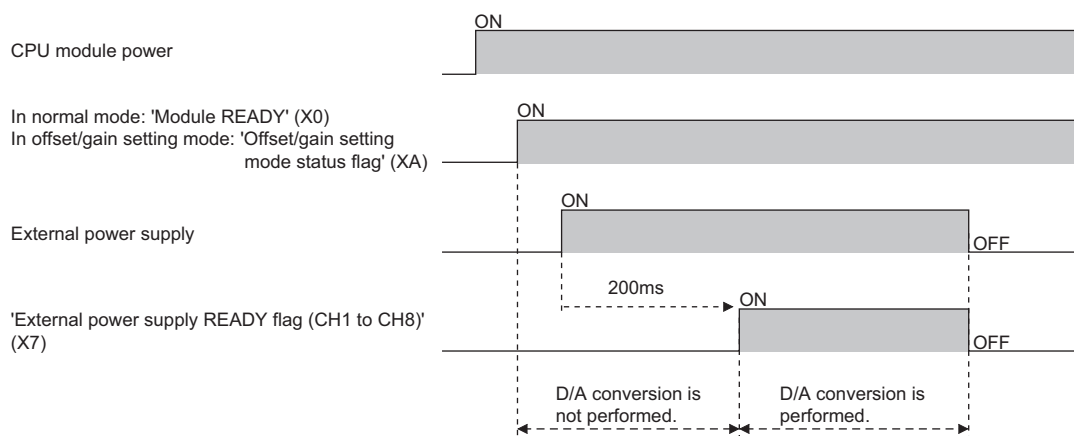 ON
CPU module power
ON
In normal mode: 'Module READY' (X0)
In offset/gain setting mode: 'Offset/gain setting
mode status flag' (XA)
ON
External power supply
OFF
200ms
ON
'External power supply READY flag (CH1 to CH8)'
(X7)
OFF
D/A conversion is
not performed.
D/A conversion is
performed.